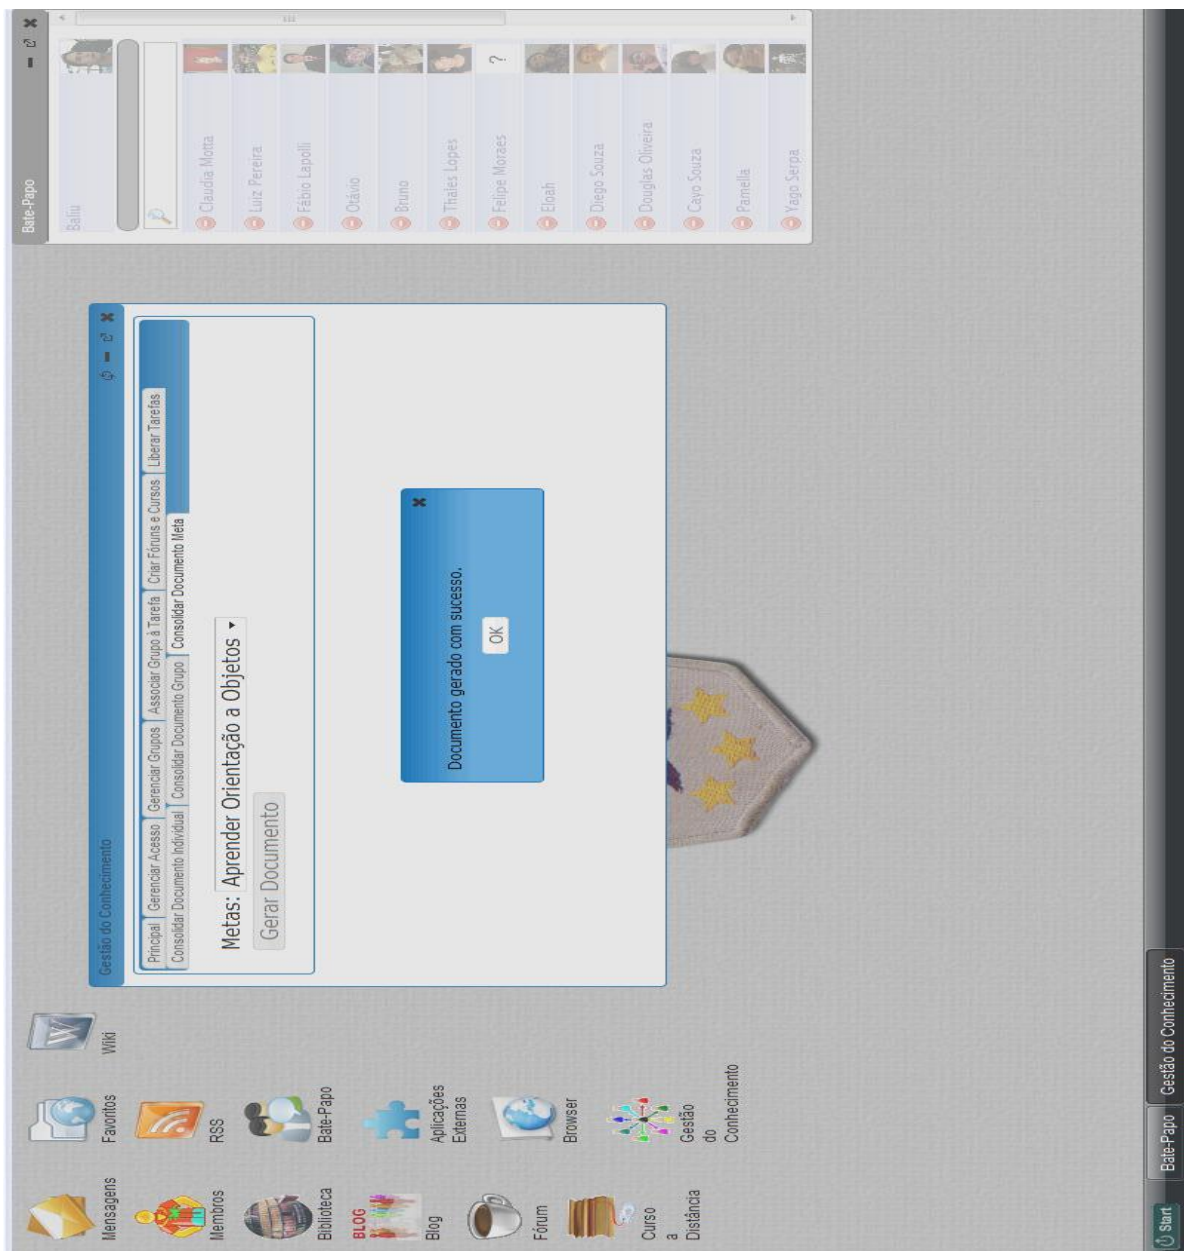 Mensagens
Favoritos
Wiki
Membros
RSS
Biblioteca
Bate-Papo
BLOG
Blog
Aplicações
Externas
Fórum
Browser
Curso
a
Distância
Gestão
do
Conhecimento
Gestão do Conhecimento
Principal Gerenciar Acesso Gerenciar Grupos Associar Grupo à Tarefa Criar Fóruns e Cursos Liberar Tarefas
Consolidar Documento Individual Consolidar Documento Grupo Consolidar Documento Meta
Metas: Aprender Orientação a Objetos
Gerar Documento
Documento gerado com sucesso.
OK
Bate-Papo
Baliu
Claudia Motta
Luiz Pereira
Fábio Lapolli
Otávio
Bruno
Thaies Lopes
Felipe Moraes
?
Eloah
Diego Souza
Douglas Oliveira
Cayo Souza
Pamella
Yago Serpa
Start Bate-Papo Gestão do Conhecimento